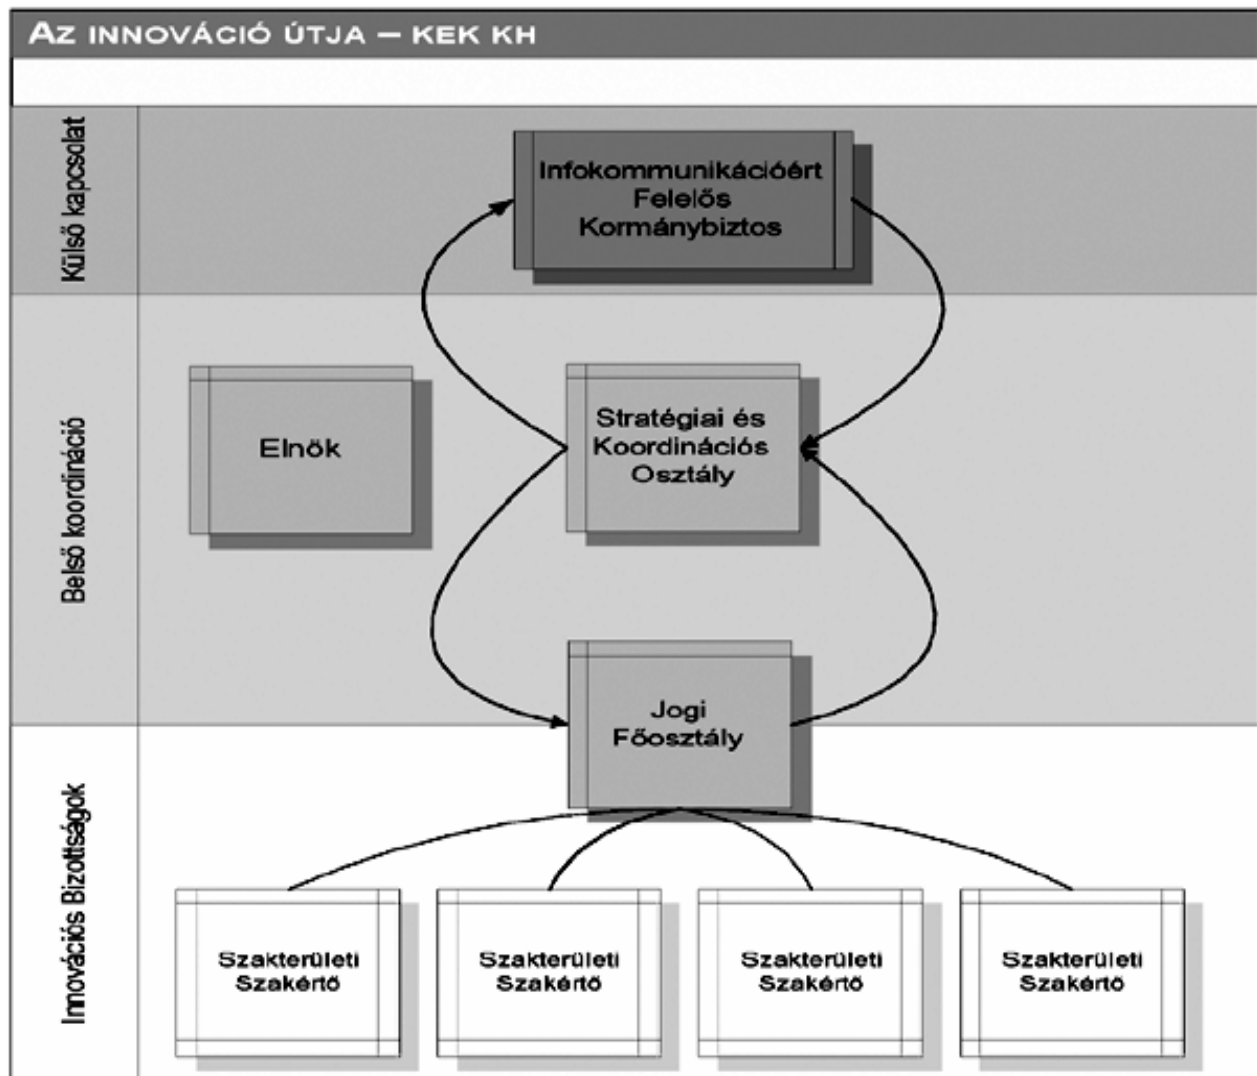 AZ INNOVÁCIÓ ÚTJA – KEK KH
Külső kapcsolat
Infokommunikációért
Felelős
Kormánybiztos
Belső koordináció
Elnök
Stratégiai és
Koordinációs
Osztály
Jogi
Főosztály
Innovációs Bizottságok
Szakterületi
Szakértő
Szakterületi
Szakértő
Szakterületi
Szakértő
Szakterületi
Szakértő